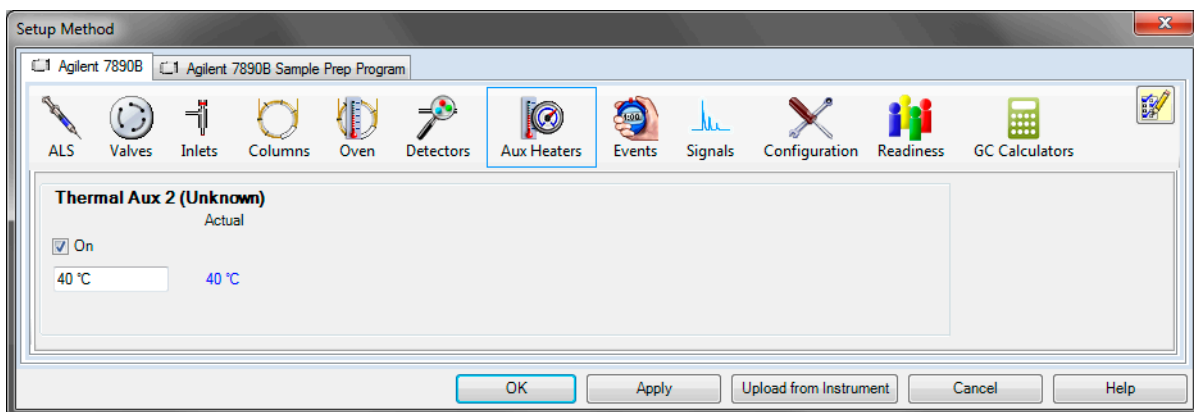 Setup Method
Agilent 7890B Agilent 7890B Sample Prep Program
ALS Valves Inlets Columns Oven Detectors Aux Heaters Events Signals Configuration Readiness GC Calculators
Thermal Aux 2 (Unknown)
Actual
On
40 °C 40 °C
OK Apply Upload from Instrument Cancel Help